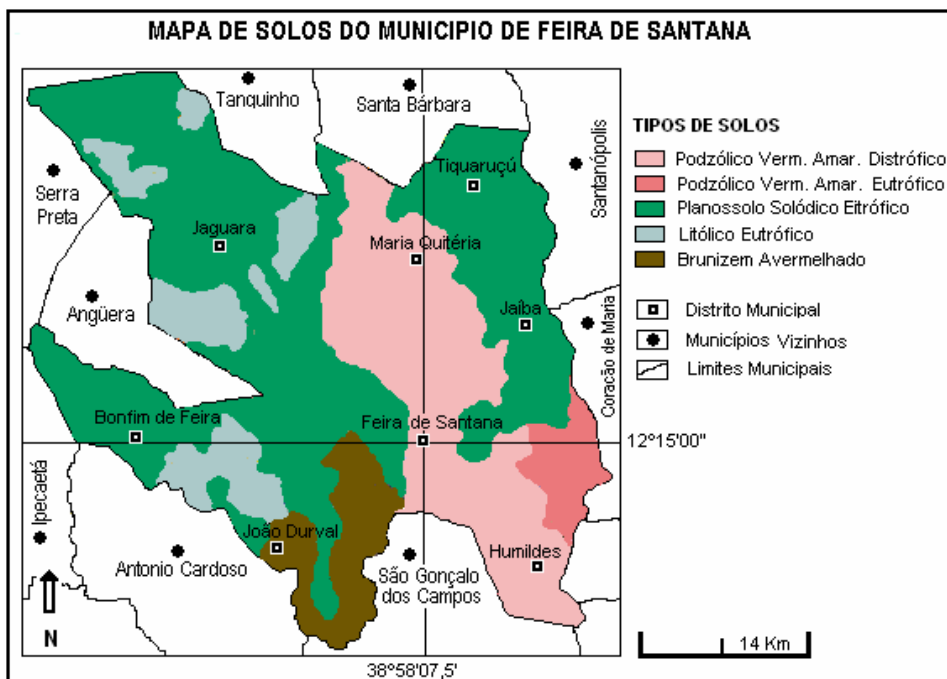 MAPA DE SOLOS DO MUNICIPIO DE FEIRA DE SANTANA
Tanquinho
Santa Bárbara
Santanópolis
Tiquaruçú
Serra
Preta
Jaguara
Maria Quitéria
Angüera
Jaíba
Coração de Maria
Bonfim de Feira
Feira de Santana
12°15'00"
Ipecaetá
João Durval
Antonio Cardoso
São Gonçalo
dos Campos
Humildes
N
14 Km
38°58'07,5'
TIPOS DE SOLOS
Podzólico Verm. Amar. Distrófico
Podzólico Verm. Amar. Eutrófico
Planossolo Solódico Eitrófico
Litólico Eutrófico
Brunizem Avermelhado
Distrito Municipal
Municípios Vizinhos
Limites Municipais